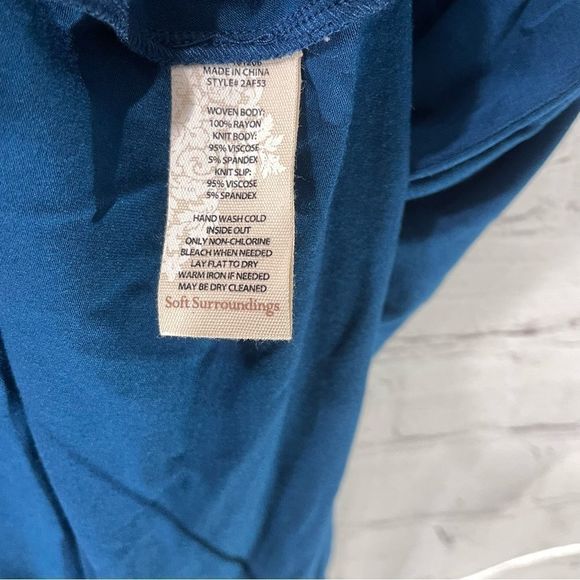 MADE IN CHINA
STYLE# 2AF53
WOVEN BODY:
100% RAYON
KNIT BODY:
95% VISCOSE
5% SPANDEX
KNIT SLIP:
95% VISCOSE
5% SPANDEX
HAND WASH COLD
INSIDE OUT
ONLY NON-CHLORINE
BLEACH WHEN NEEDED
LAY FLAT TO DRY
WARM IRON IF NEEDED
MAY BE DRY CLEANED
Soft Surroundings